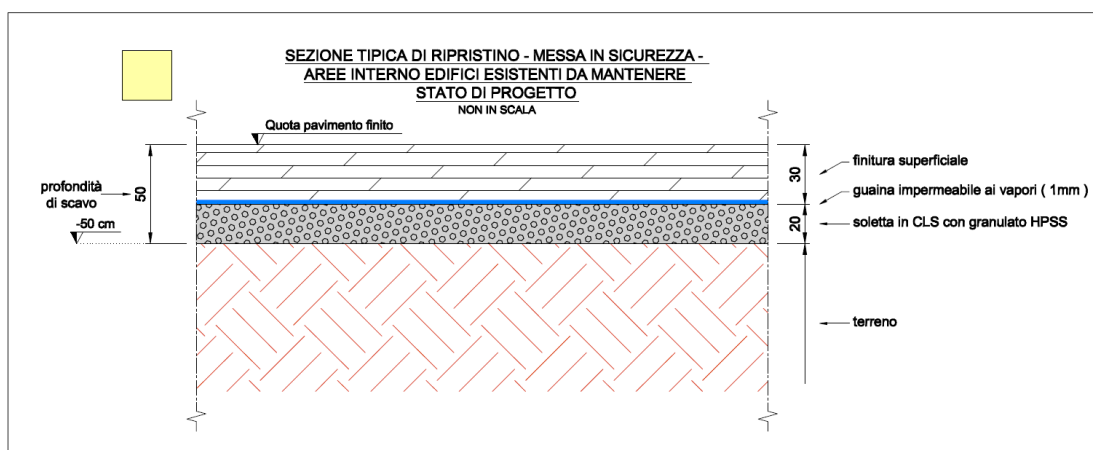 SEZIONE TIPICA DI RIPRISTINO - MESSA IN SICUREZZA -
AREE INTERNO EDIFICI ESISTENTI DA MANTENERE
STATO DI PROGETTO
NON IN SCALA
Quota pavimento finito
profondità
di scavo
-50 cm
50
30
20
finitura superficiale
guaina impermeabile ai vapori ( 1mm )
soletta in CLS con granulato HPSS
terreno